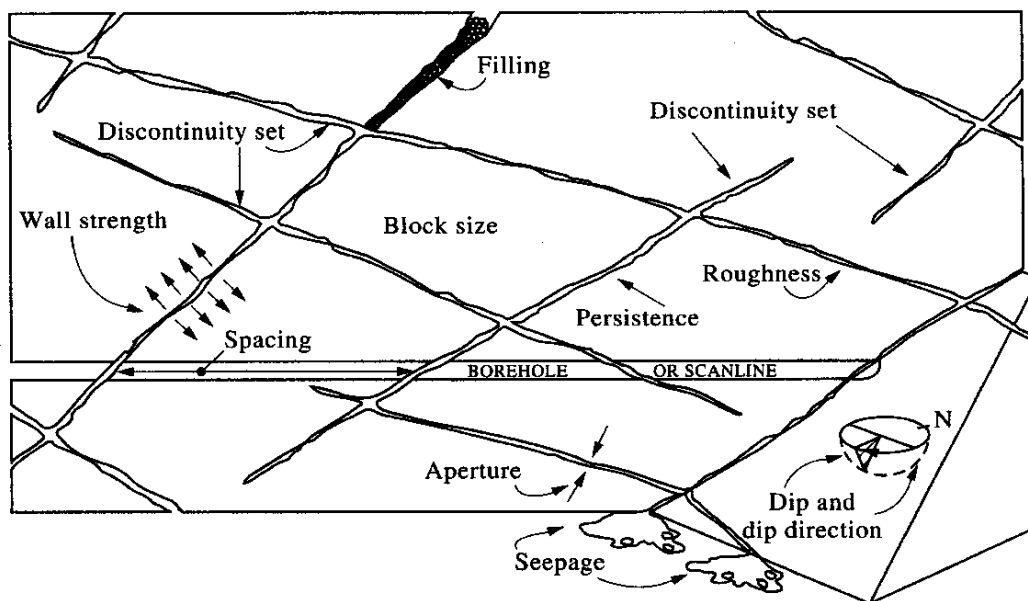 Filling
Discontinuity set
Discontinuity set
Wall strength
Block size
Roughness
Persistence
Spacing
BOREHOLE OR SCANLINE
N
Aperture
Dip and
dip direction
Seepage